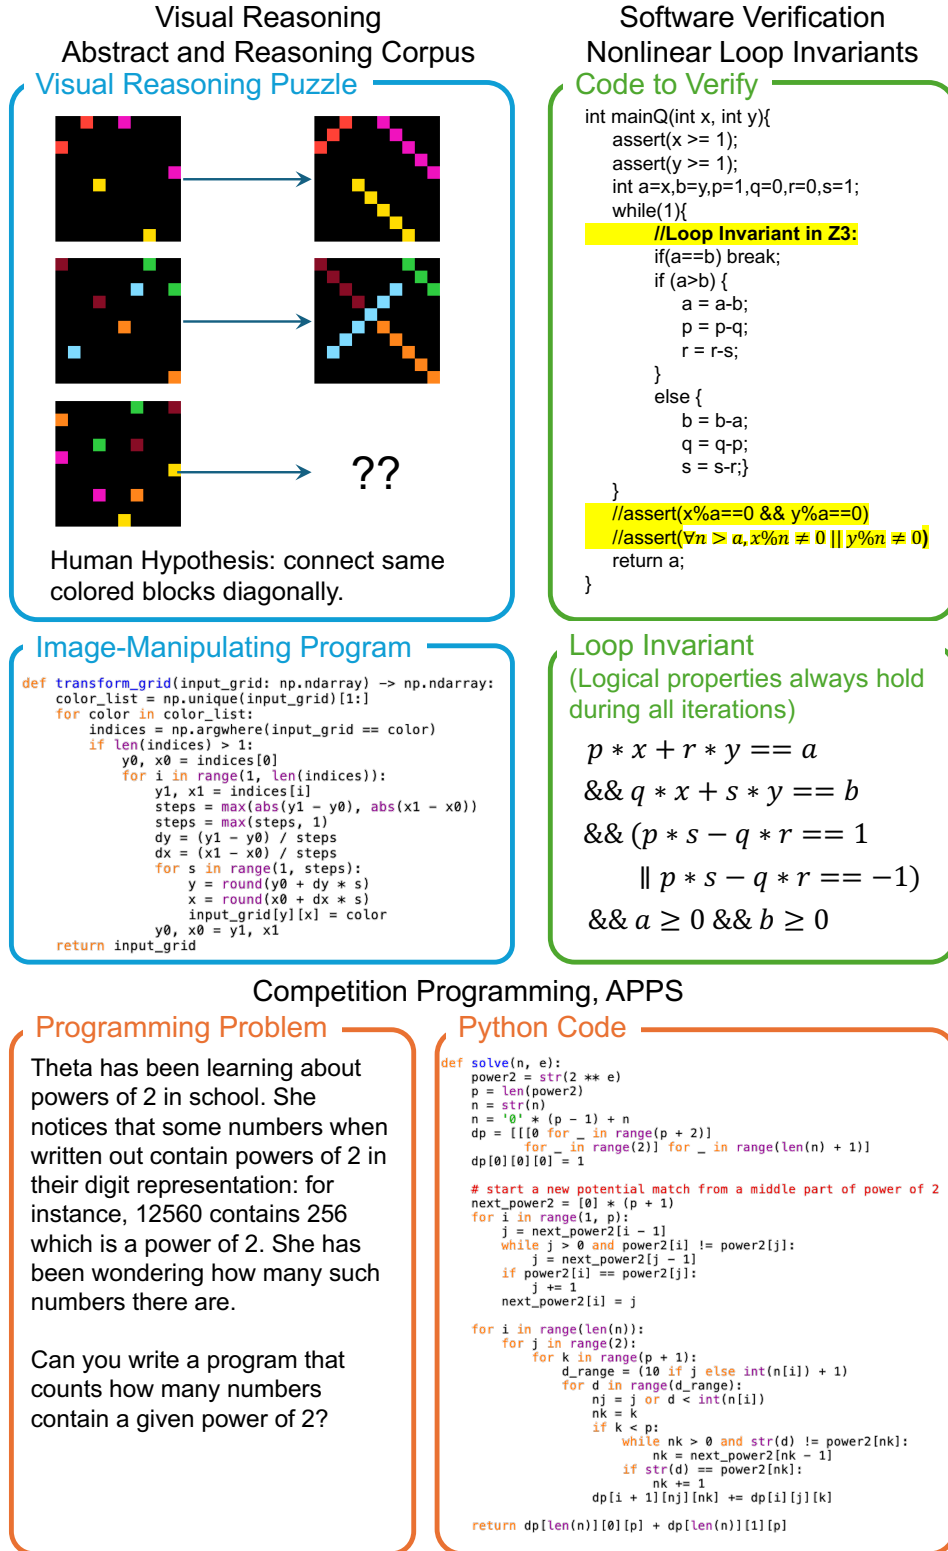 Visual Reasoning
Abstract and Reasoning Corpus
Visual Reasoning Puzzle
??
Human Hypothesis: connect same
colored blocks diagonally.
Software Verification
Nonlinear Loop Invariants
Code to Verify
int mainQ(int x, int y){
assert(x >= 1);
assert(y >= 1);
int a=x,b=y,p=1,q=0,r=0,s=1;
while(1){
//Loop Invariant in Z3:
if(a==b) break;
if (a>b) {
a = a-b;
p = p-q;
r = r-s;
}
else {
b = b-a;
q = q-p;
s = s-r;}
}
//assert(x%a==0 && y%a==0)
//assert(∀n > a, x%n ≠ 0 || y%n ≠ 0)
return a;
}
Image-Manipulating Program
def transform_grid(input_grid: np.ndarray) -> np.ndarray:
color_list = np.unique(input_grid)[1:]
for color in color_list:
indices = np.argwhere(input_grid == color)
if len(indices) > 1:
y0, x0 = indices[0]
for i in range(1, len(indices)):
y1, x1 = indices[i]
steps = max(abs(y1 - y0), abs(x1 - x0))
steps = max(steps, 1)
dy = (y1 - y0) / steps
dx = (x1 - x0) / steps
for s in range(1, steps):
y = round(y0 + dy * s)
x = round(x0 + dx * s)
input_grid[y][x] = color
y0, x0 = y1, x1
return input_grid
Loop Invariant
(Logical properties always hold
during all iterations)
p * x + r * y == a
&& q * x + s * y == b
&& (p * s − q * r == 1
|| p * s − q * r == −1)
&& a ≥ 0 && b ≥ 0
Competition Programming, APPS
Programming Problem
Theta has been learning about
powers of 2 in school. She
notices that some numbers when
written out contain powers of 2 in
their digit representation: for
instance, 12560 contains 256
which is a power of 2. She has
been wondering how many such
numbers there are.
Can you write a program that
counts how many numbers
contain a given power of 2?
Python Code
def solve(n, e):
power2 = str(2 ** e)
p = len(power2)
n = str(n)
n = '0' * (p - 1) + n
dp = [[[0 for _ in range(p + 2)]
for _ in range(2)] for _ in range(len(n) + 1)]
dp[0][0][0] = 1
# start a new potential match from a middle part of power of 2
next_power2 = [0] * (p + 1)
for i in range(1, p):
j = next_power2[i - 1]
while j > 0 and power2[i] != power2[j]:
j = next_power2[j - 1]
if power2[i] == power2[j]:
j += 1
next_power2[i] = j
for i in range(len(n)):
for j in range(2):
for k in range(p + 1):
d_range = (10 if j else int(n[i]) + 1)
for d in range(d_range):
nj = j or d < int(n[i])
nk = k
if k < p:
while nk > 0 and str(d) != power2[nk]:
nk = next_power2[nk - 1]
if str(d) == power2[nk]:
nk += 1
dp[i + 1][nj][nk] += dp[i][j][k]
return dp[len(n)][0][p] + dp[len(n)][1][p]